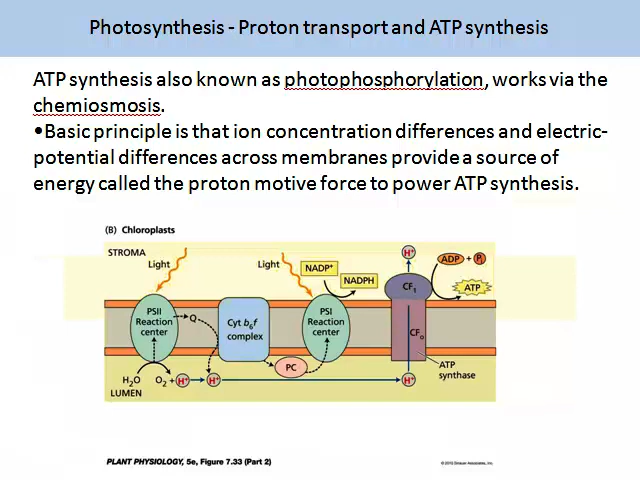 Photosynthesis - Proton transport and ATP synthesis
ATP synthesis also known as photophosphorylation, works via the
chemiosmosis.
•Basic principle is that ion concentration differences and electric-
potential differences across membranes provide a source of
energy called the proton motive force to power ATP synthesis.
(B) Chloroplasts
STROMA
Light
Light
NADP+
NADPH
H+
ADP + Pi
ATP
CF1
PSII
Reaction
center
Q
Cyt b6f
complex
PSI
Reaction
center
CFo
PC
ATP
synthase
H2O
O2 + H+
H+
H+
LUMEN
PLANT PHYSIOLOGY, 5e, Figure 7.33 (Part 2)
© 2010 Sinauer Associates, Inc.